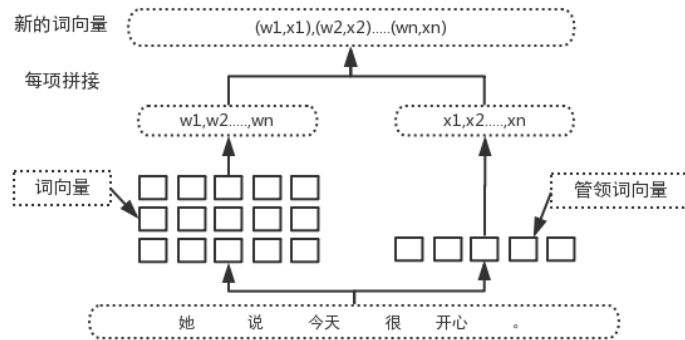 新的词向量
(w1,x1),(w2,x2).....(wn,xn)
每项拼接
w1,w2.....,wn
x1,x2.....,xn
词向量
管领词向量
她 说 今天 很 开心 。